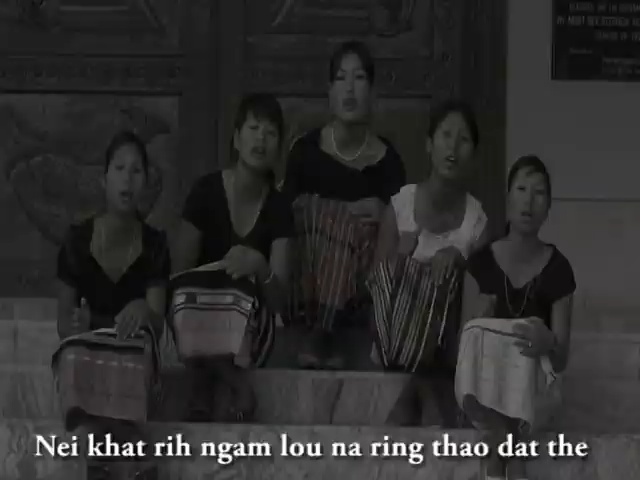 Nei khat rih ngam lou na ring thao dat the